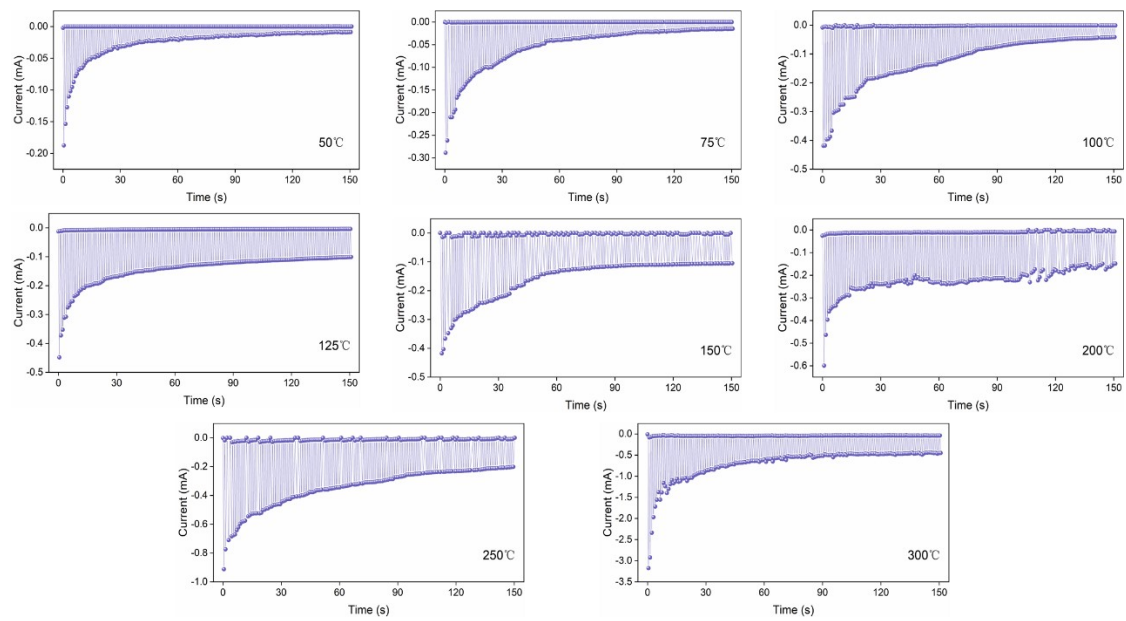 0.00
-0.05
-0.10
-0.15
-0.20
Current (mA)
50℃
0 30 60 90 120 150
Time (s)
0.00
-0.05
-0.10
-0.15
-0.20
-0.25
-0.30
Current (mA)
75℃
0 30 60 90 120 150
Time (s)
0.0
-0.1
-0.2
-0.3
-0.4
-0.5
Current (mA)
100℃
0 30 60 90 120 150
Time (s)
0.0
-0.1
-0.2
-0.3
-0.4
-0.5
Current (mA)
125℃
0 30 60 90 120 150
Time (s)
0.0
-0.1
-0.2
-0.3
-0.4
-0.5
Current (mA)
150℃
0 30 60 90 120 150
Time (s)
0.0
-0.1
-0.2
-0.3
-0.4
-0.5
-0.6
Current (mA)
200℃
0 30 60 90 120 150
Time (s)
0.0
-0.2
-0.4
-0.6
-0.8
-1.0
Current (mA)
250℃
0 30 60 90 120 150
Time (s)
0.0
-0.5
-1.0
-1.5
-2.0
-2.5
-3.0
-3.5
Current (mA)
300℃
0 30 60 90 120 150
Time (s)